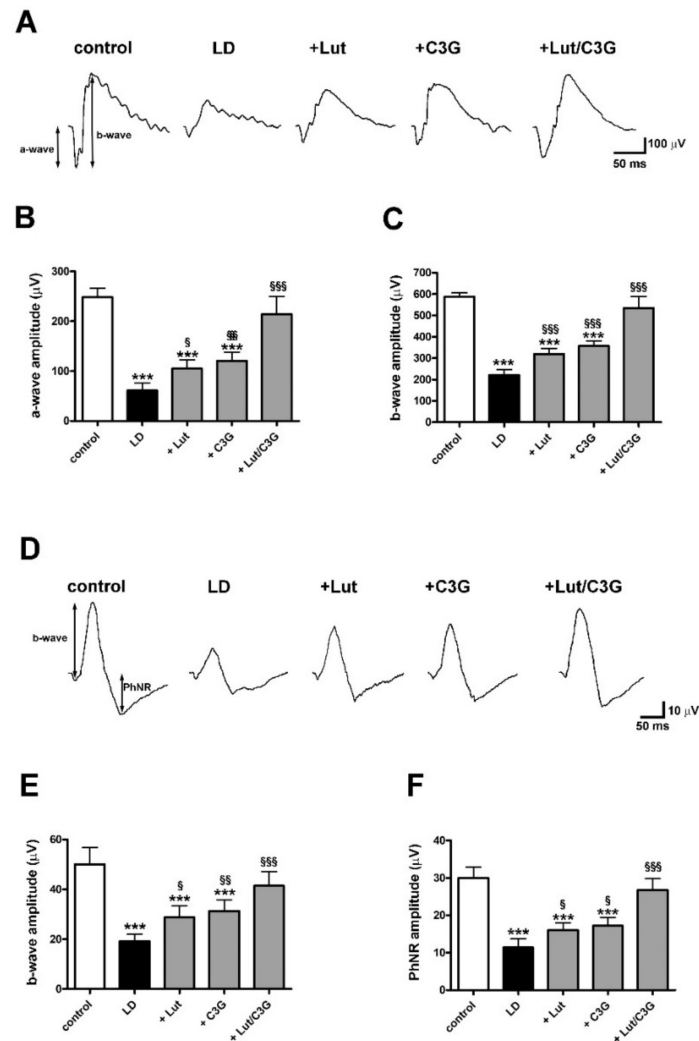 A
control LD +Lut +C3G +Lut/C3G
a-wave
b-wave
100 μV
50 ms
B
a-wave amplitude (μV)
300
200
100
0
§§§
§
***
§§§
***
***
control
LD
+ Lut
+ C3G
+ Lut/C3G
C
b-wave amplitude (μV)
700
600
500
400
300
200
100
0
§§§
§§§
***
§§§
***
***
control
LD
+ Lut
+ C3G
+ Lut/C3G
D
control LD +Lut +C3G +Lut/C3G
b-wave
PhNR
10 μV
50 ms
E
b-wave amplitude (μV)
60
40
20
0
§§§
§
***
§§
***
***
control
LD
+ Lut
+ C3G
+ Lut/C3G
F
PhNR amplitude (μV)
40
30
20
10
0
§§§
§
***
§
***
***
control
LD
+ Lut
+ C3G
+ Lut/C3G